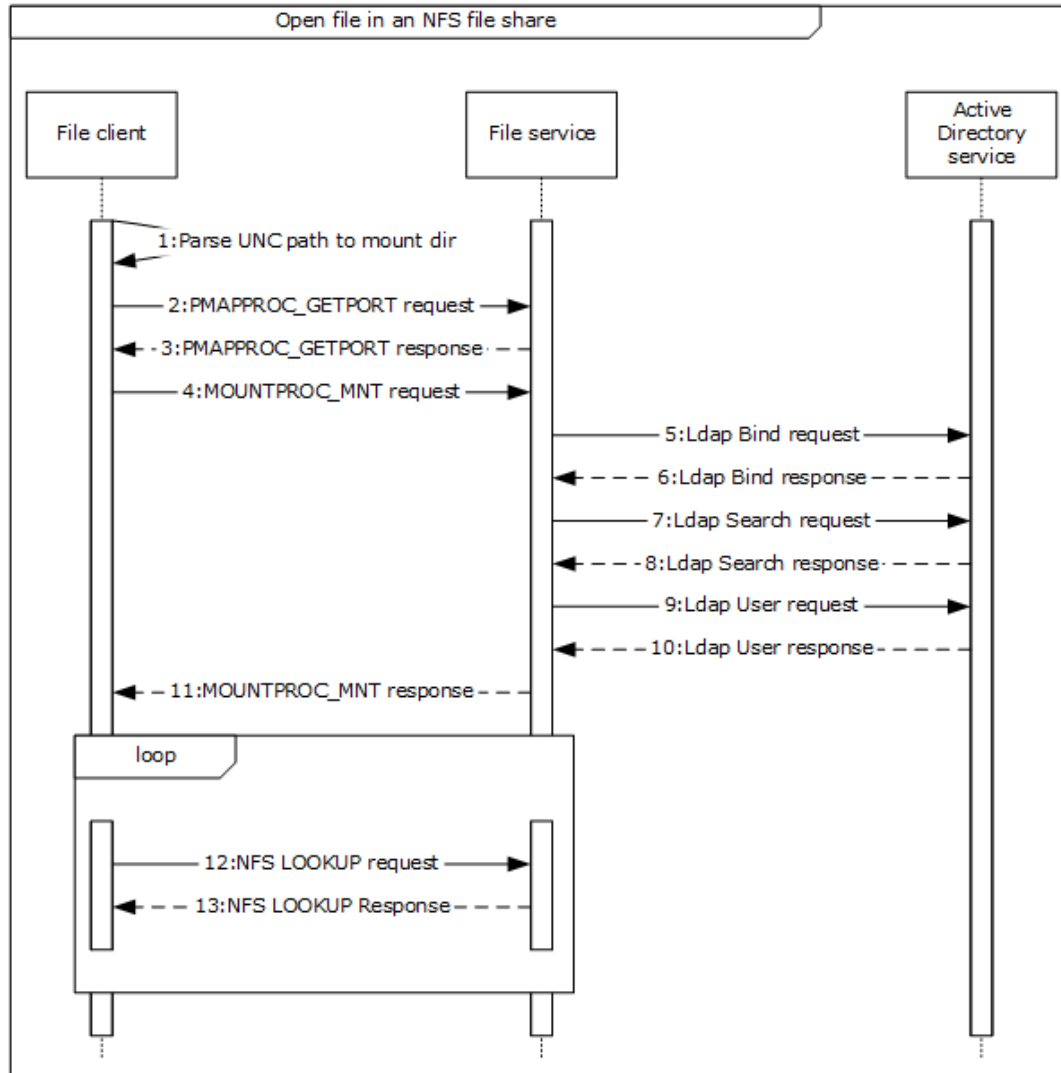 Open file in an NFS file share
File client
File service
Active
Directory
service
1:Parse UNC path to mount dir
2:PMAPPROC_GETPORT request
3:PMAPPROC_GETPORT response
4:MOUNTPROC_MNT request
5:Ldap Bind request
6:Ldap Bind response
7:Ldap Search request
8:Ldap Search response
9:Ldap User request
10:Ldap User response
11:MOUNTPROC_MNT response
loop
12:NFS LOOKUP request
13:NFS LOOKUP Response